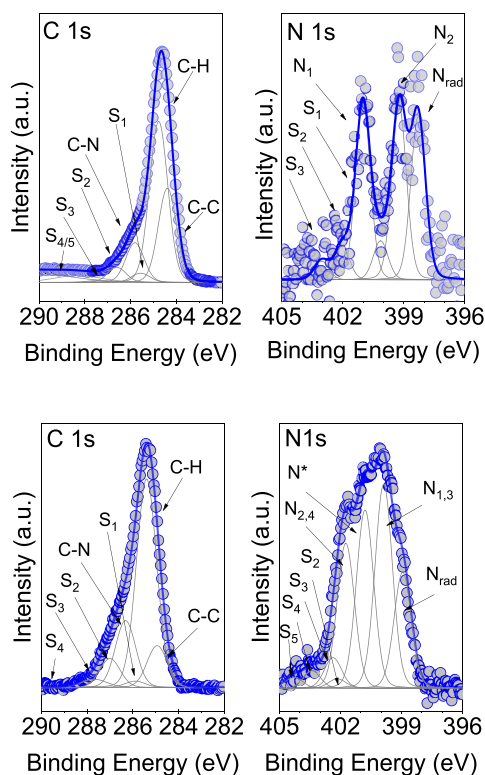 C 1s
C-H
S1
C-N
S2
S3
S4/5
C-C
Intensity (a.u.)
290 288 286 284 282
Binding Energy (eV)
N 1s
N2
N1
Nrad
S1
S2
S3
Intensity (a.u.)
405 402 399 396
Binding Energy (eV)
C 1s
C-H
S1
C-N
S2
S3
S4
C-C
Intensity (a.u.)
290 288 286 284 282
Binding Energy (eV)
N1s
N*
N1,3
N2,4
S2
S3
S4
S5
Nrad
Intensity (a.u.)
405 402 399 396
Binding Energy (eV)